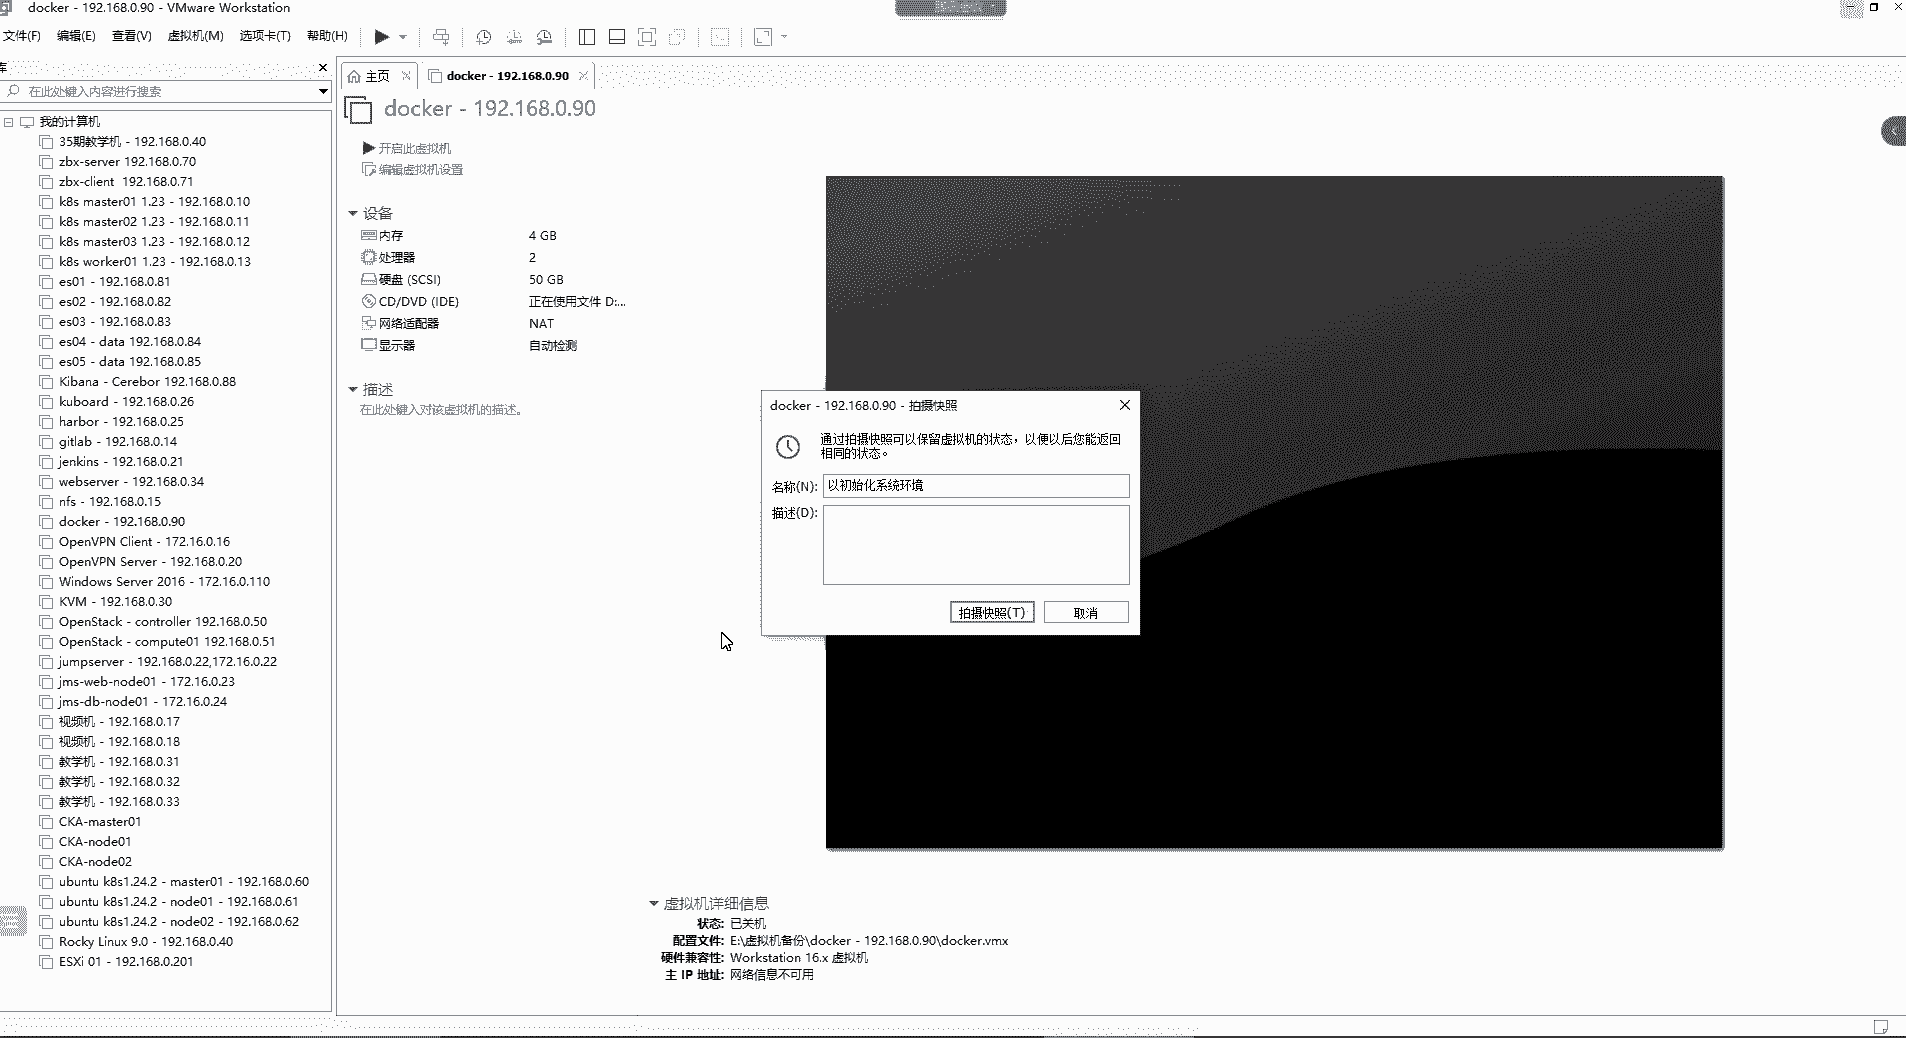 docker - 192.168.0.90 - VMware Workstation
文件(F) 编辑(E) 查看(V) 虚拟机(M) 选项卡(T) 帮助(H)
库
在此处键入内容进行搜索
我的计算机
35期教学机 - 192.168.0.40
zbx-server 192.168.0.70
zbx-client 192.168.0.71
k8s master01 1.23 - 192.168.0.10
k8s master02 1.23 - 192.168.0.11
k8s master03 1.23 - 192.168.0.12
k8s worker01 1.23 - 192.168.0.13
es01 - 192.168.0.81
es02 - 192.168.0.82
es03 - 192.168.0.83
es04 - data 192.168.0.84
es05 - data 192.168.0.85
Kibana - Cerebor 192.168.0.88
kuboard - 192.168.0.26
harbor - 192.168.0.25
gitlab - 192.168.0.14
jenkins - 192.168.0.21
webserver - 192.168.0.34
nfs - 192.168.0.15
docker - 192.168.0.90
OpenVPN Client - 172.16.0.16
OpenVPN Server - 192.168.0.20
Windows Server 2016 - 172.16.0.110
KVM - 192.168.0.30
OpenStack - controller 192.168.0.50
OpenStack - compute01 192.168.0.51
jumpserver - 192.168.0.22,172.16.0.22
jms-web-node01 - 172.16.0.23
jms-db-node01 - 172.16.0.24
视频机 - 192.168.0.17
视频机 - 192.168.0.18
教学机 - 192.168.0.31
教学机 - 192.168.0.32
教学机 - 192.168.0.33
CKA-master01
CKA-node01
CKA-node02
ubuntu k8s1.24.2 - master01 - 192.168.0.60
ubuntu k8s1.24.2 - node01 - 192.168.0.61
ubuntu k8s1.24.2 - node02 - 192.168.0.62
Rocky Linux 9.0 - 192.168.0.40
ESXi 01 - 192.168.0.201
主页 docker - 192.168.0.90
docker - 192.168.0.90
开启此虚拟机
编辑虚拟机设置
设备
内存 4 GB
处理器 2
硬盘 (SCSI) 50 GB
CD/DVD (IDE) 正在使用文件 D:...
网络适配器 NAT
显示器 自动检测
描述
在此处键入对该虚拟机的描述。
docker - 192.168.0.90 - 拍摄快照
通过拍摄快照可以保留虚拟机的状态，以便以后您能返回
相同的状态。
名称(N): 以初始化系统环境
描述(D):
拍摄快照(T) 取消
虚拟机详细信息
状态: 已关机
配置文件: E:\虚拟机备份\docker - 192.168.0.90\docker.vmx
硬件兼容性: Workstation 16.x 虚拟机
主 IP 地址: 网络信息不可用